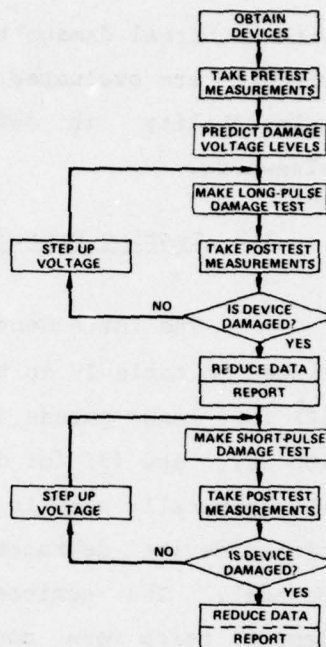 OBTAIN
DEVICES
TAKE PRETEST
MEASUREMENTS
PREDICT DAMAGE
VOLTAGE LEVELS
MAKE LONG-PULSE
DAMAGE TEST
STEP UP
VOLTAGE
TAKE POSTTEST
MEASUREMENTS
NO
IS DEVICE
DAMAGED?
YES
REDUCE DATA
REPORT
MAKE SHORT-PULSE
DAMAGE TEST
STEP UP
VOLTAGE
TAKE POSTTEST
MEASUREMENTS
NO
IS DEVICE
DAMAGED?
YES
REDUCE DATA
REPORT